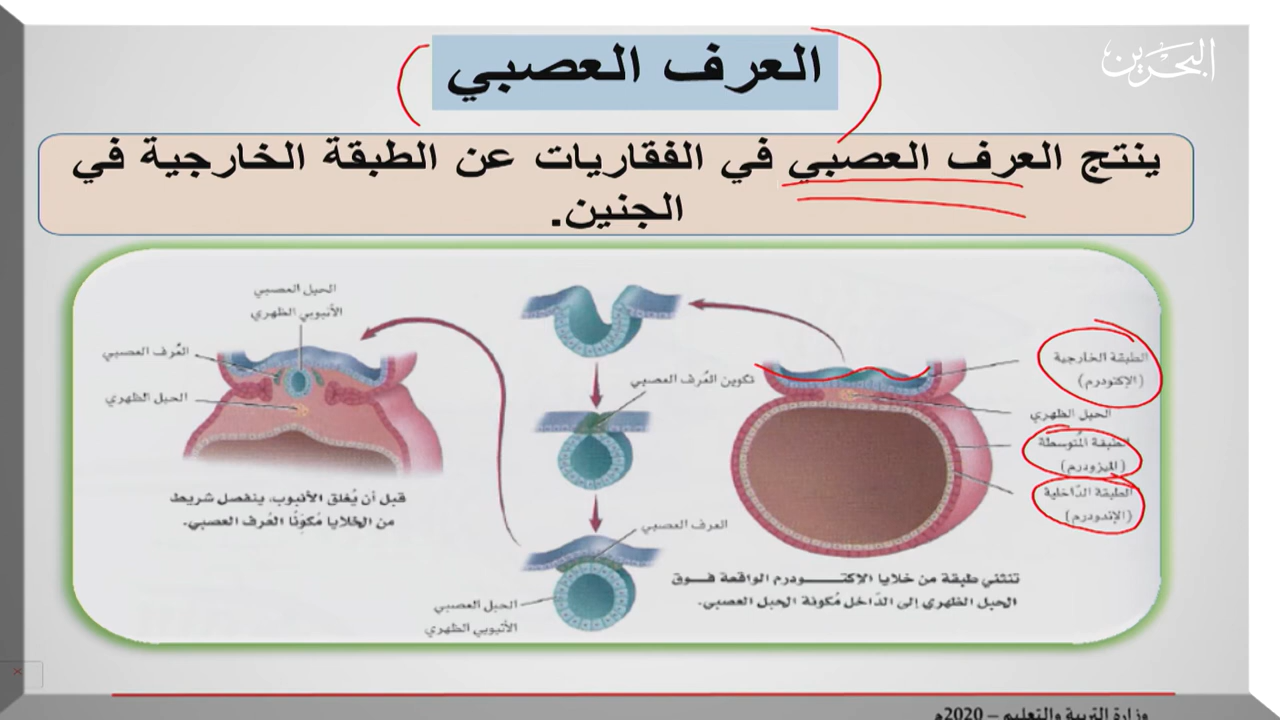 البحرين
العرف العصبي
ينتج العرف العصبي في الفقاريات عن الطبقة الخارجية في
الجنين.
الطبقة الخارجية
(الإكتودرم)
الحبل الظهري
الطبقة المتوسطة
(الميزودرم)
الطبقة الداخلية
(الإندودرم)
تنثني طبقة من خلايا الإكتودرم الواقعة فوق
الحبل الظهري إلى الداخل مُكونة الحبل العصبي.
تكوين العُرف العصبي
العرف العصبي
الحبل العصبي
الأنبوبي الظهري
الحبل العصبي
الأنبوبي الظهري
العُرف العصبي
الحبل الظهري
قبل أن يُغلق الأنبوب، ينفصل شريط
من الخلايا مُكوِّنًا العُرف العصبي.
وزارة التربية والتعليم – 2020م